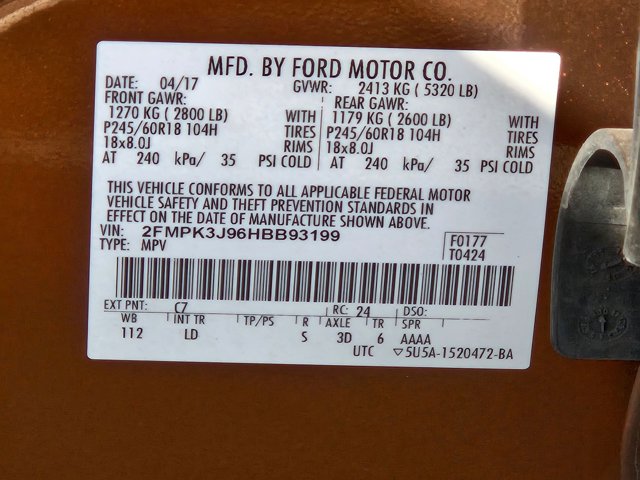 MFD. BY FORD MOTOR CO.
DATE: 04/17 GVWR: 2413 KG ( 5320 LB)
FRONT GAWR: REAR GAWR:
1270 KG ( 2800 LB) WITH 1179 KG ( 2600 LB) WITH
P245/60R18 104H TIRES P245/60R18 104H TIRES
18x8.0J RIMS 18x8.0J RIMS
AT 240 kPa/ 35 PSI COLD AT 240 kPa/ 35 PSI COLD
THIS VEHICLE CONFORMS TO ALL APPLICABLE FEDERAL MOTOR
VEHICLE SAFETY AND THEFT PREVENTION STANDARDS IN
EFFECT ON THE DATE OF MANUFACTURE SHOWN ABOVE.
VIN: 2FMPK3J96HBB93199 F0177
TYPE: MPV T0424
EXT PNT: C7 RC: 24 DSO:
WB INT TR TP/PS R AXLE TR SPR
112 LD S 3D 6 AAAA
UTC ▽5U5A-1520472-BA